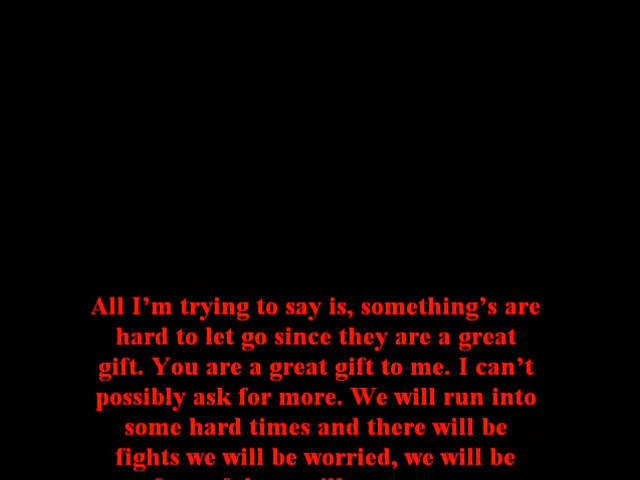 All I’m trying to say is, something’s are
hard to let go since they are a great
gift. You are a great gift to me. I can’t
possibly ask for more. We will run into
some hard times and there will be
fights we will be worried, we will be